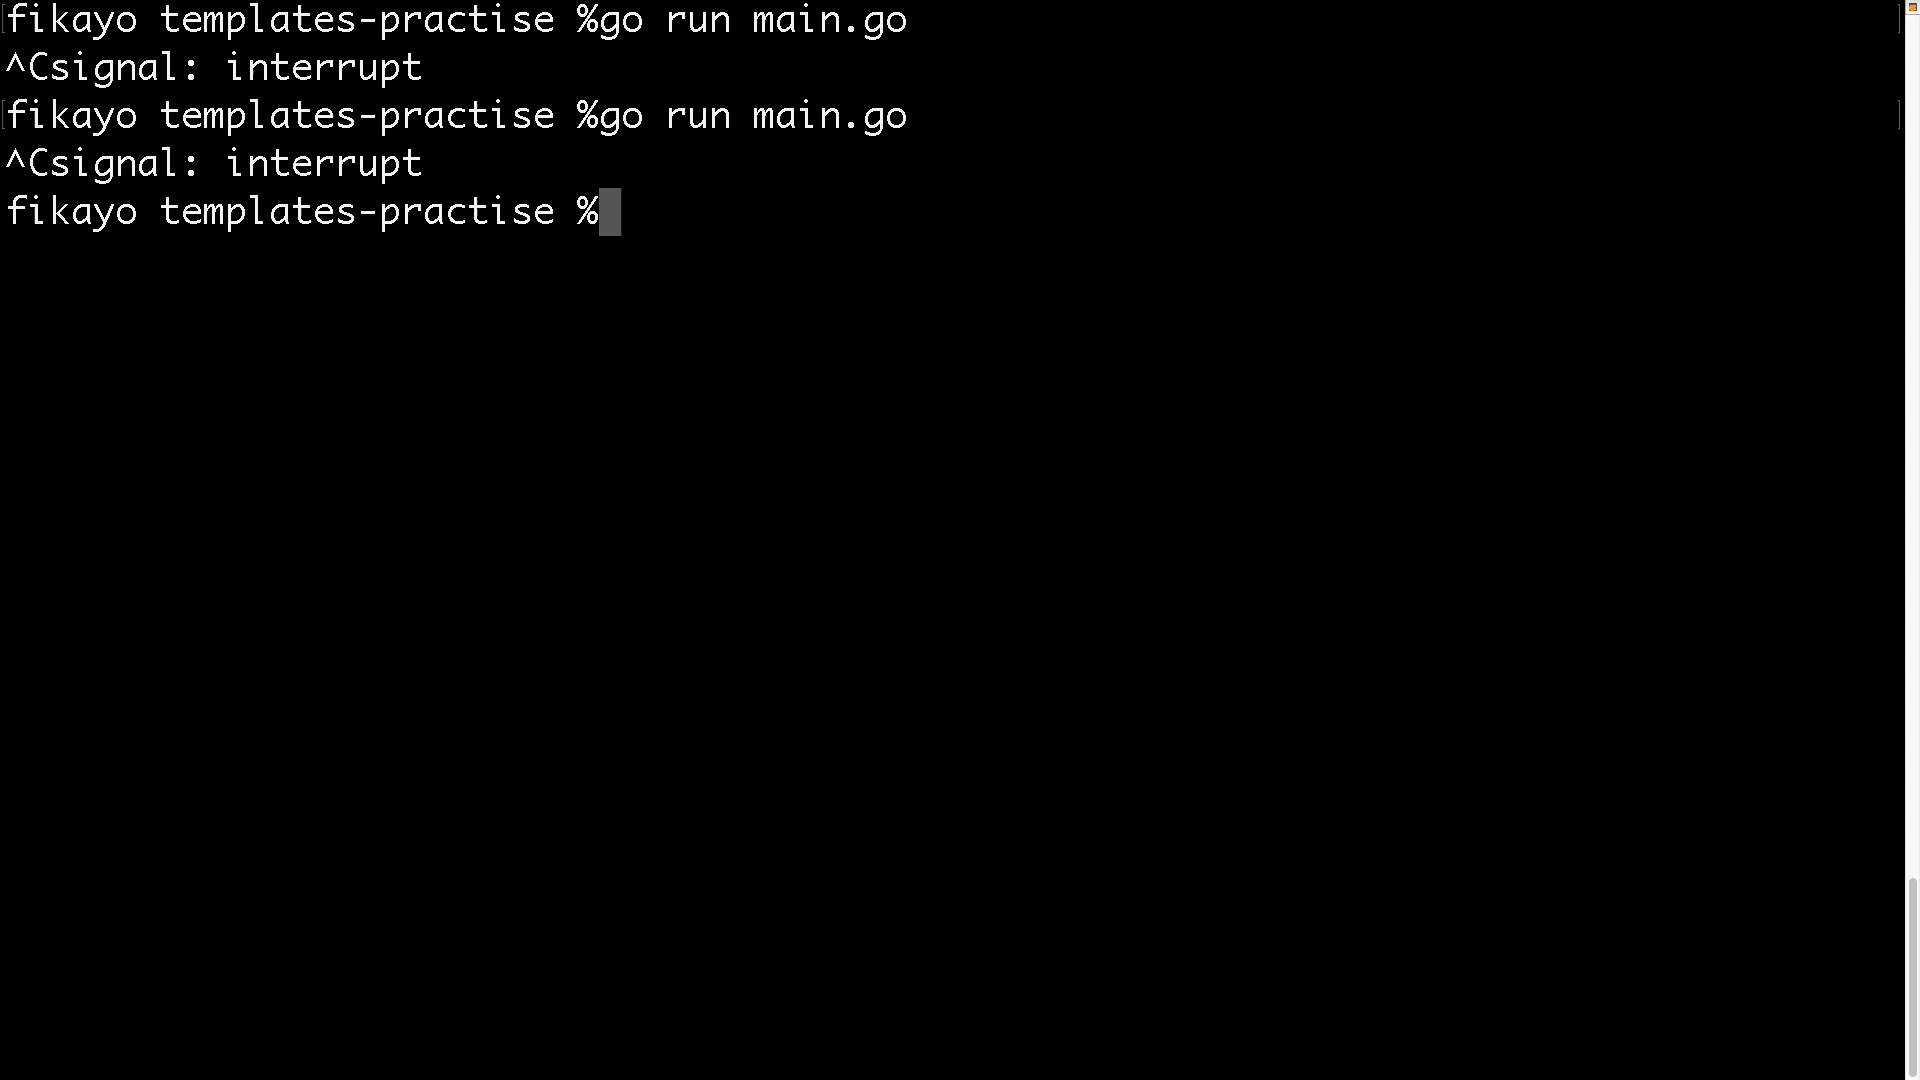 fikayo templates-practise %go run main.go
^Csignal: interrupt
fikayo templates-practise %go run main.go
^Csignal: interrupt
fikayo templates-practise %